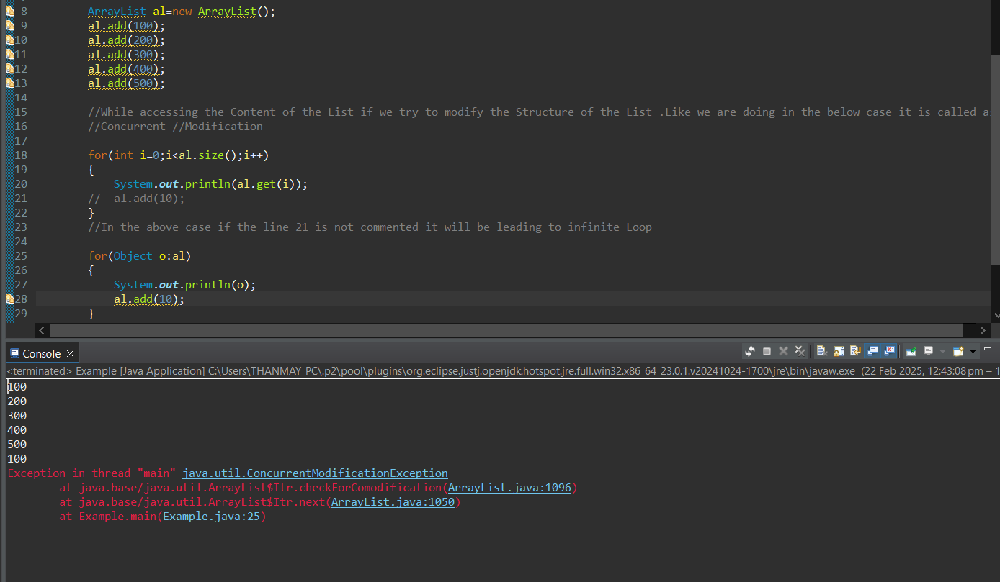 8 ArrayList al=new ArrayList();
9 al.add(100);
10 al.add(200);
11 al.add(300);
12 al.add(400);
13 al.add(500);
14
15 //While accessing the Content of the List if we try to modify the Structure of the List .Like we are doing in the below case it is called a
16 //Concurrent //Modification
17
18 for(int i=0;i<al.size();i++)
19 {
20 System.out.println(al.get(i));
21 //  al.add(10);
22 }
23 //In the above case if the line 21 is not commented it will be leading to infinite Loop
24
25 for(Object o:al)
26 {
27 System.out.println(o);
28 al.add(10);
29 }
Console
<terminated> Example [Java Application] C:\Users\THANMAY_PC\.p2\pool\plugins\org.eclipse.justj.openjdk.hotspot.jre.full.win32.x86_64_23.0.1.v20241024-1700\jre\bin\javaw.exe (22 Feb 2025, 12:43:08 pm – 1
100
200
300
400
500
100
Exception in thread "main" java.util.ConcurrentModificationException
at java.base/java.util.ArrayList$Itr.checkForComodification(ArrayList.java:1096)
at java.base/java.util.ArrayList$Itr.next(ArrayList.java:1050)
at Example.main(Example.java:25)